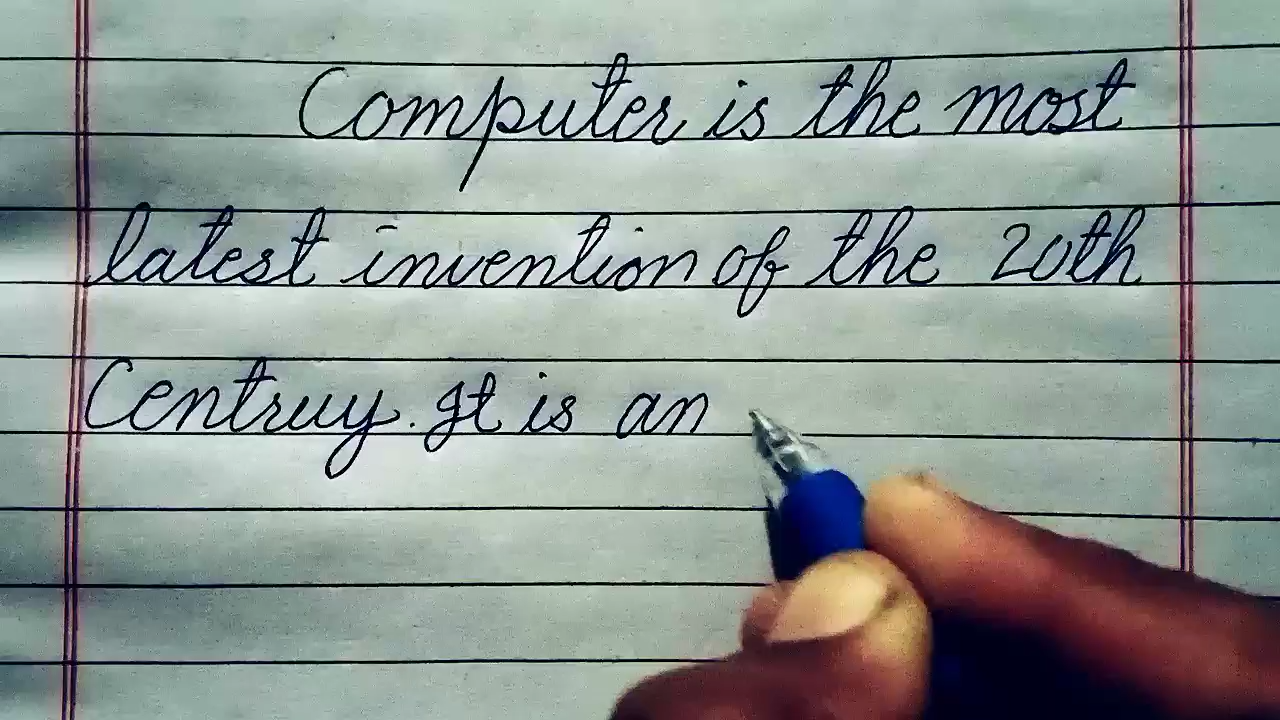 Computer is the most
latest invention of the 20th
Centruy. It is an